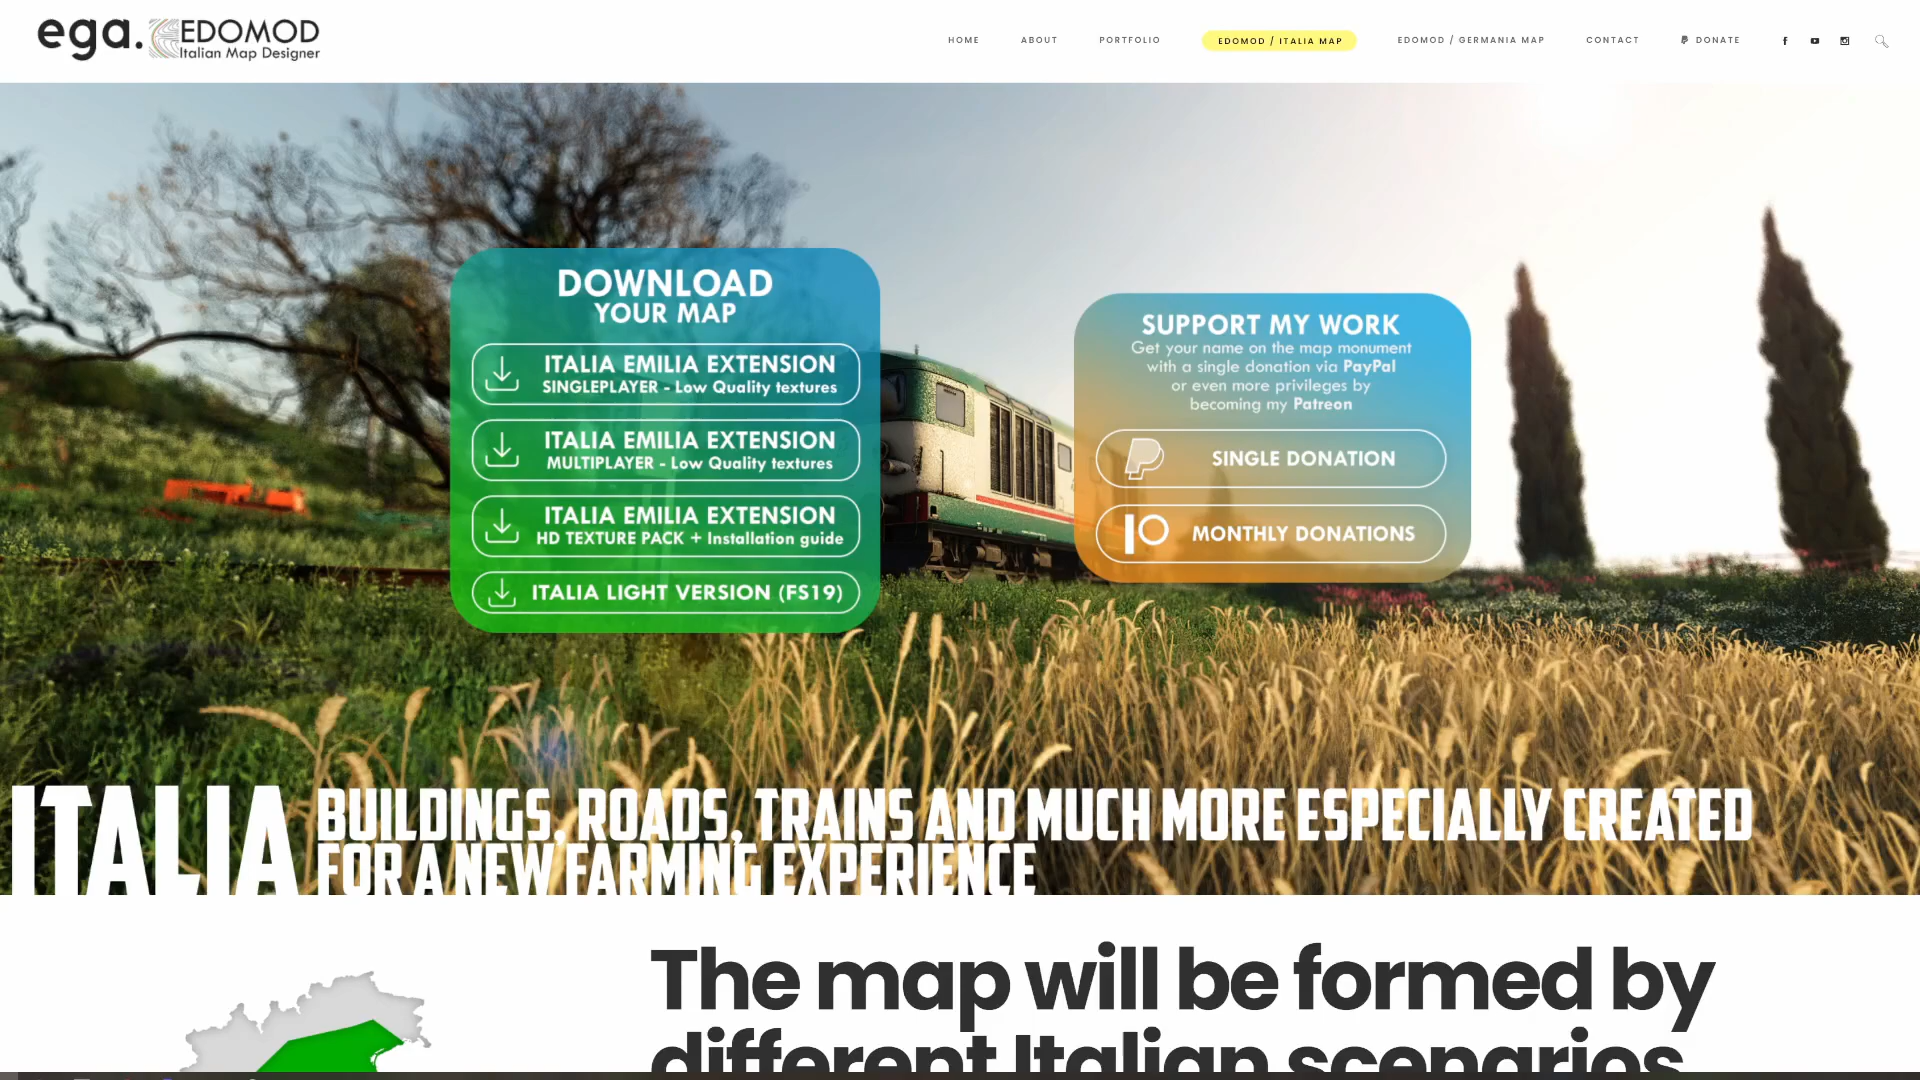 ega. EDOMOD
Italian Map Designer
HOME
ABOUT
PORTFOLIO
EDOMOD / ITALIA MAP
EDOMOD / GERMANIA MAP
CONTACT
DONATE
DOWNLOAD
YOUR MAP
ITALIA EMILIA EXTENSION
SINGLEPLAYER - Low Quality textures
ITALIA EMILIA EXTENSION
MULTIPLAYER - Low Quality textures
ITALIA EMILIA EXTENSION
HD TEXTURE PACK + Installation guide
ITALIA LIGHT VERSION (FS19)
SUPPORT MY WORK
Get your name on the map monument
with a single donation via PayPal
or even more privileges by
becoming my Patreon
SINGLE DONATION
MONTHLY DONATIONS
ITALIA
BUILDINGS, ROADS, TRAINS AND MUCH MORE ESPECIALLY CREATED
FOR A NEW FARMING EXPERIENCE
The map will be formed by
different Italian scenarios